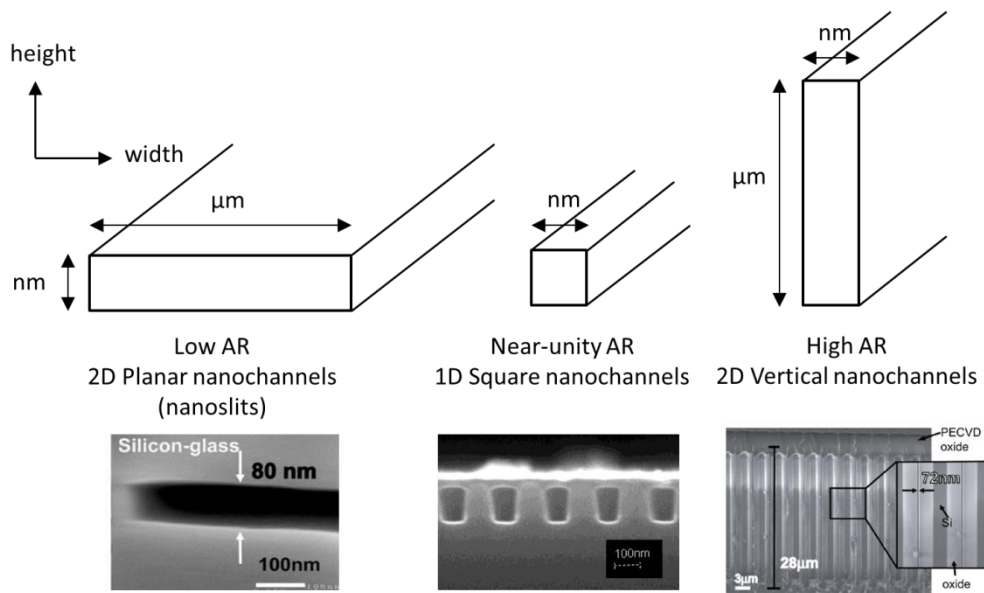 height
width
μm
nm
nm
nm
μm
Low AR
2D Planar nanochannels
(nanoslits)
Near-unity AR
1D Square nanochannels
High AR
2D Vertical nanochannels
Silicon-glass
80 nm
100nm
100nm
PECVD
oxide
72nm
Si
28μm
3μm
oxide